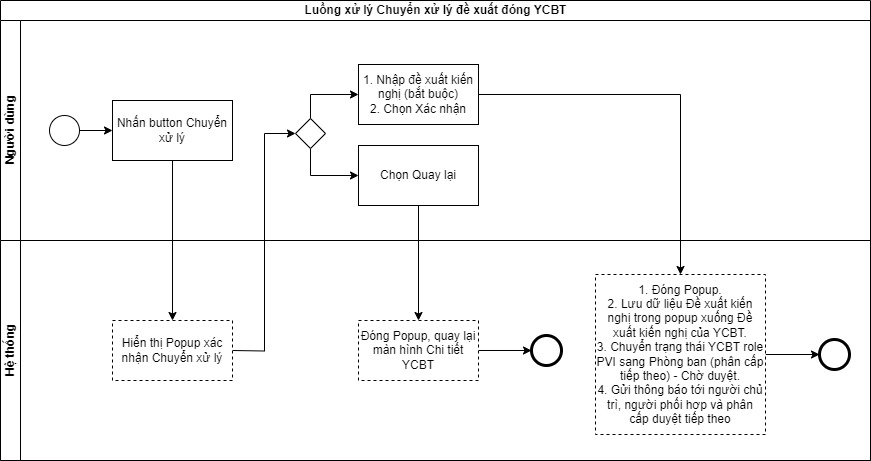 Luồng xử lý Chuyển xử lý đề xuất đóng YCBT
Người dùng
Nhấn button Chuyển
xử lý
1. Nhập đề xuất kiến
nghị (bắt buộc)
2. Chọn Xác nhận
Chọn Quay lại
Hệ thống
Hiển thị Popup xác
nhận Chuyển xử lý
Đóng Popup, quay lại
màn hình Chi tiết
YCBT
1. Đóng Popup.
2. Lưu dữ liệu Đề xuất kiến
nghị trong popup xuống Đề
xuất kiến nghị của YCBT.
3. Chuyển trạng thái YCBT role
PVI sang Phòng ban (phân cấp
tiếp theo) - Chờ duyệt.
4. Gửi thông báo tới người chủ
trì, người phối hợp và phân
cấp duyệt tiếp theo